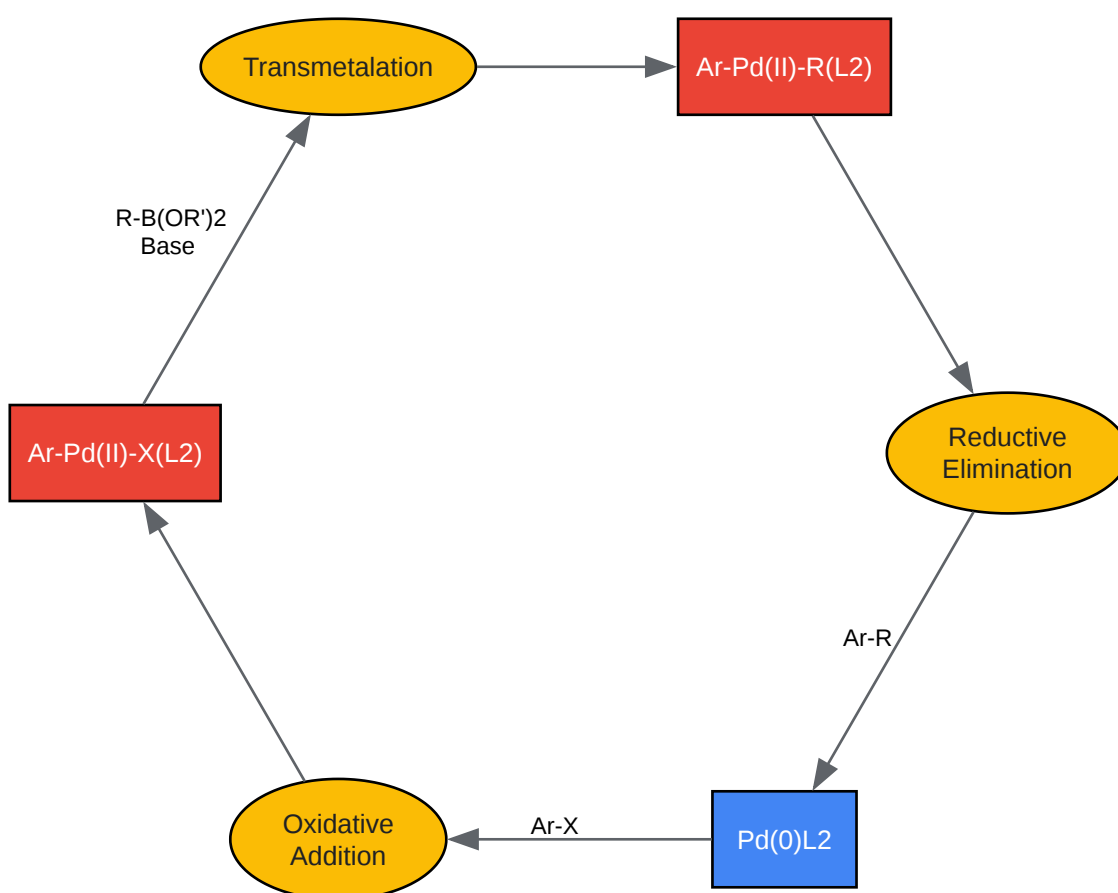 Transmetalation
Ar-Pd(II)-R(L2)
R-B(OR')2
Base
Ar-Pd(II)-X(L2)
Reductive
Elimination
Ar-R
Oxidative
Addition
Ar-X
Pd(0)L2